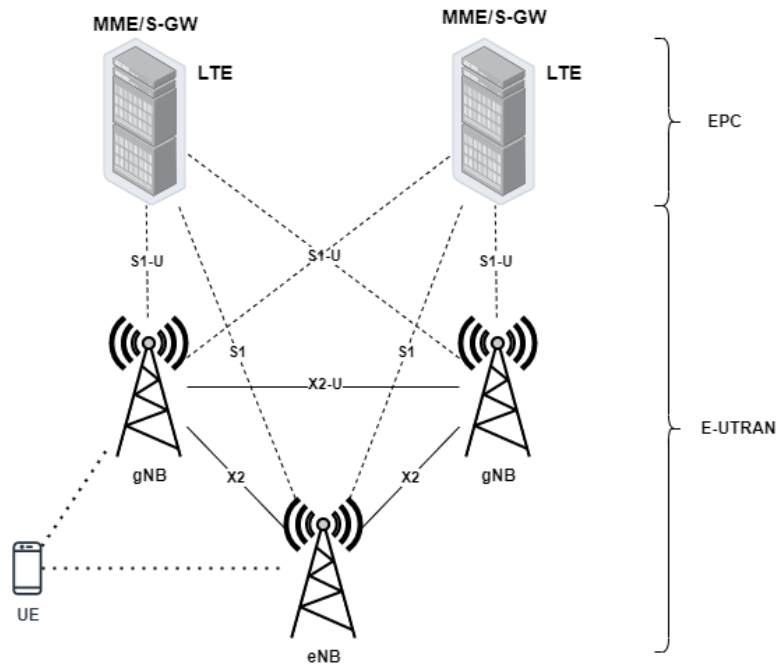 MME/S-GW
MME/S-GW
LTE
LTE
EPC
S1-U
S1-U
S1-U
S1
S1
X2-U
E-UTRAN
gNB
X2
X2
gNB
UE
eNB